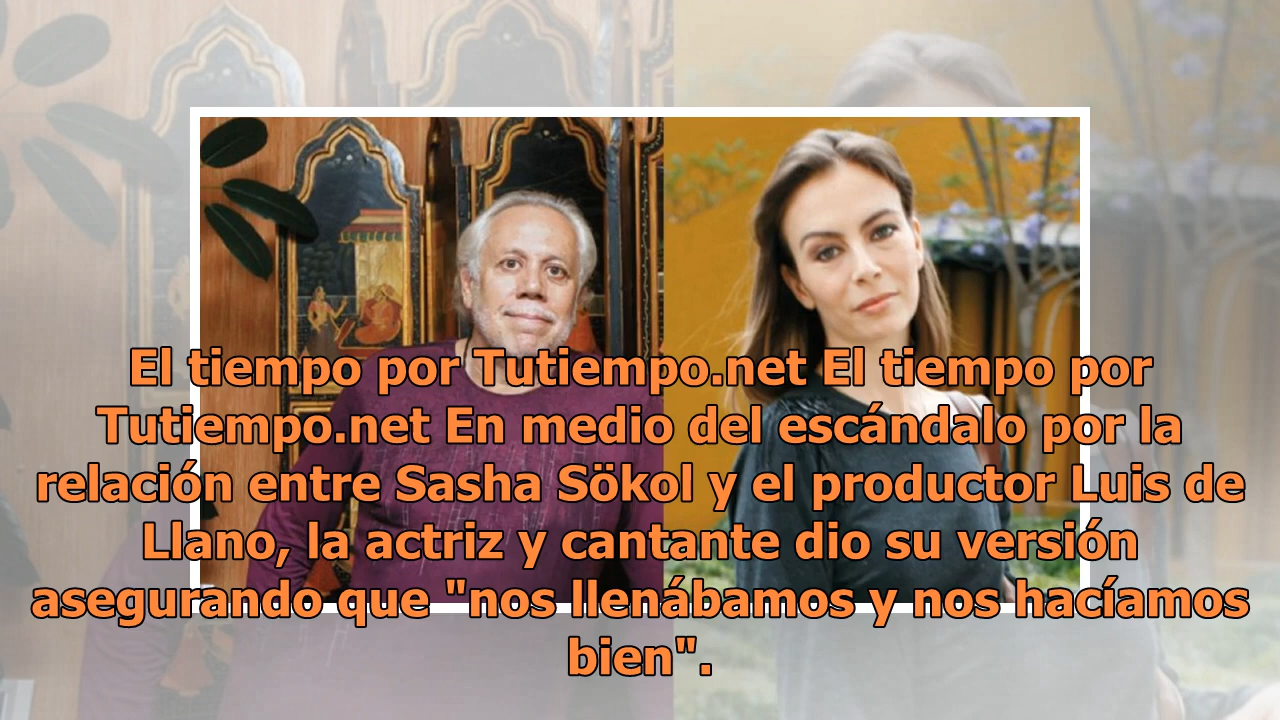 El tiempo por Tutiempo.net El tiempo por
Tutiempo.net En medio del escándalo por la
relación entre Sasha Sökol y el productor Luis de
Llano, la actriz y cantante dio su versión
asegurando que "nos llenábamos y nos hacíamos
bien".